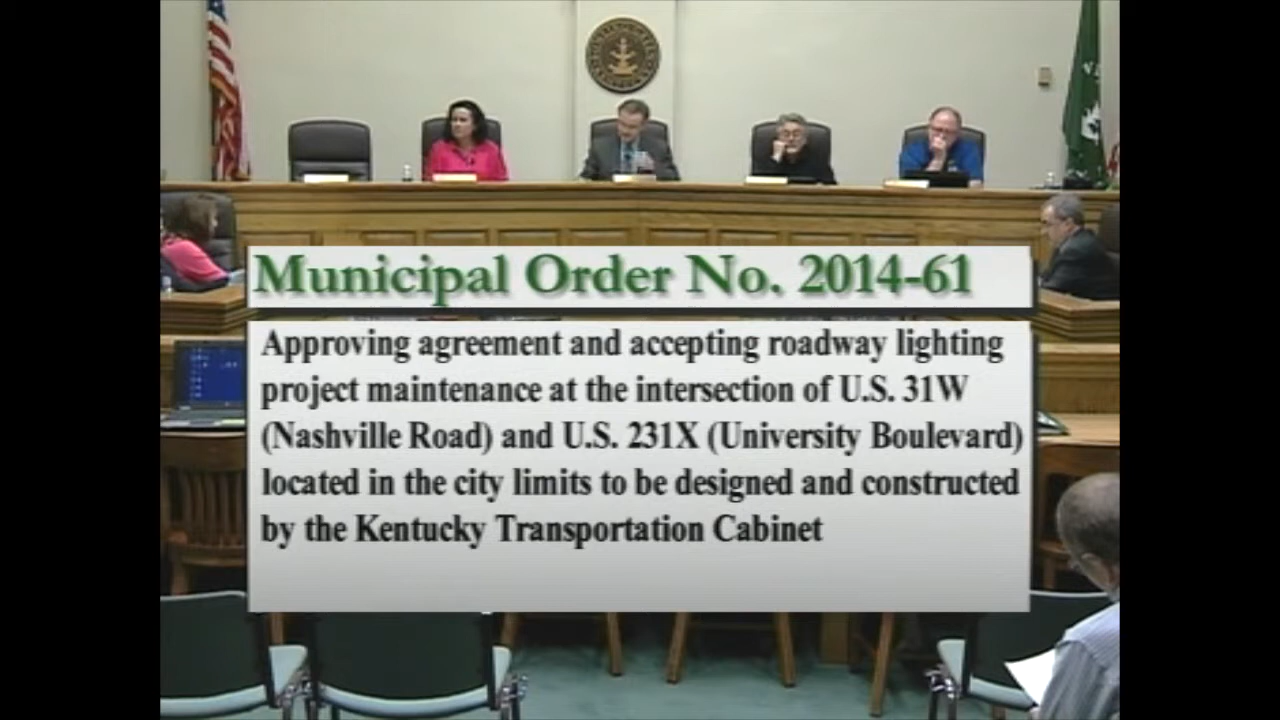 Municipal Order No. 2014-61
Approving agreement and accepting roadway lighting
project maintenance at the intersection of U.S. 31W
(Nashville Road) and U.S. 231X (University Boulevard)
located in the city limits to be designed and constructed
by the Kentucky Transportation Cabinet